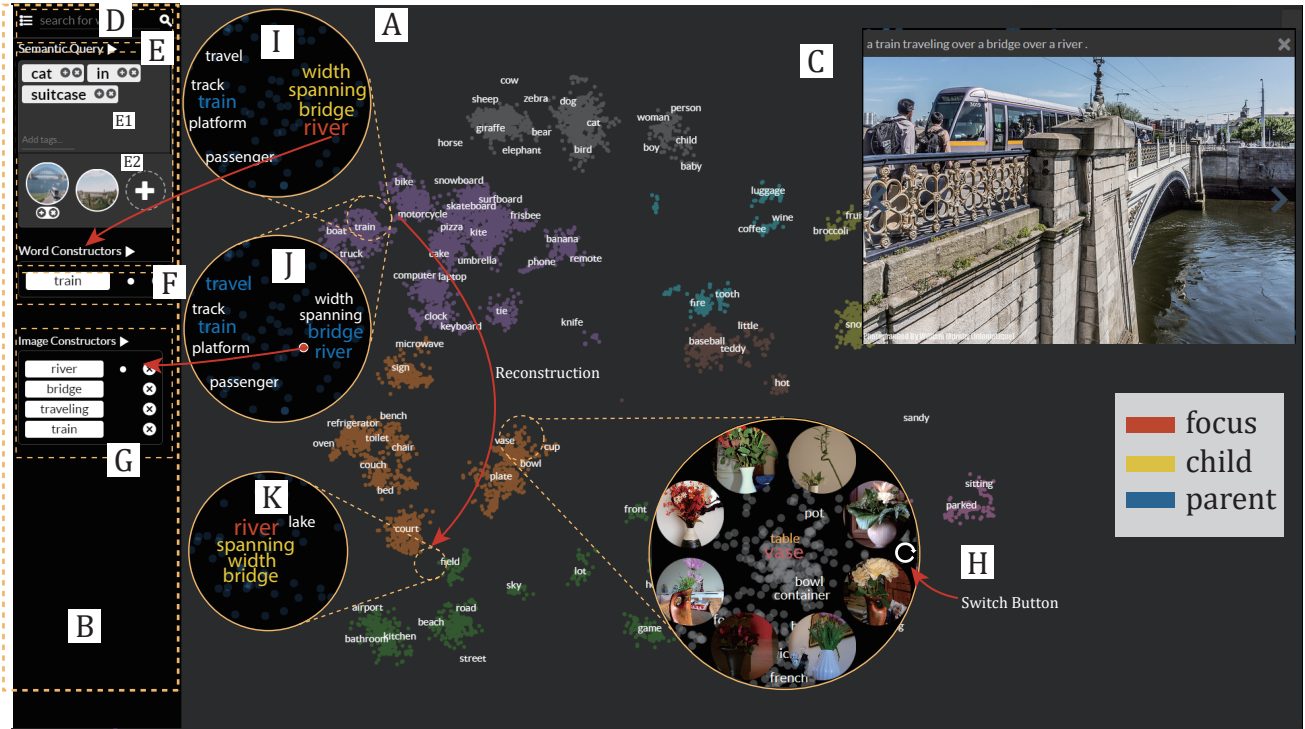 D
search for
E
Semantic Query
cat
in
suitcase
E1
Add tags...
E2
Word Constructors
train
F
Image Constructors
river
bridge
traveling
train
G
B
A
I
travel
track
train
platform
passenger
width
spanning
bridge
river
J
travel
track
train
platform
passenger
width
spanning
bridge
river
K
river
lake
spanning
width
bridge
cow
sheep
zebra
dog
giraffe
bear
cat
horse
elephant
bird
person
woman
child
boy
baby
bike
snowboard
surfboard
skateboard
motorcycle
frisbee
boat
train
pizza
kite
truck
cake
umbrella
banana
phone
remote
computer
laptop
clock
keyboard
tie
knife
microwave
sign
luggage
wine
coffee
broccoli
fire
tooth
little
baseball
teddy
hot
Reconstruction
bench
refrigerator
toilet
oven
chair
couch
bed
vase
cup
bowl
plate
court
field
front
lot
sky
airport
road
beach
bathroom
kitchen
street
game
sandy
sitting
parked
pot
table
vase
bowl
container
french
H
Switch Button
C
a train traveling over a bridge over a river .
focus
child
parent